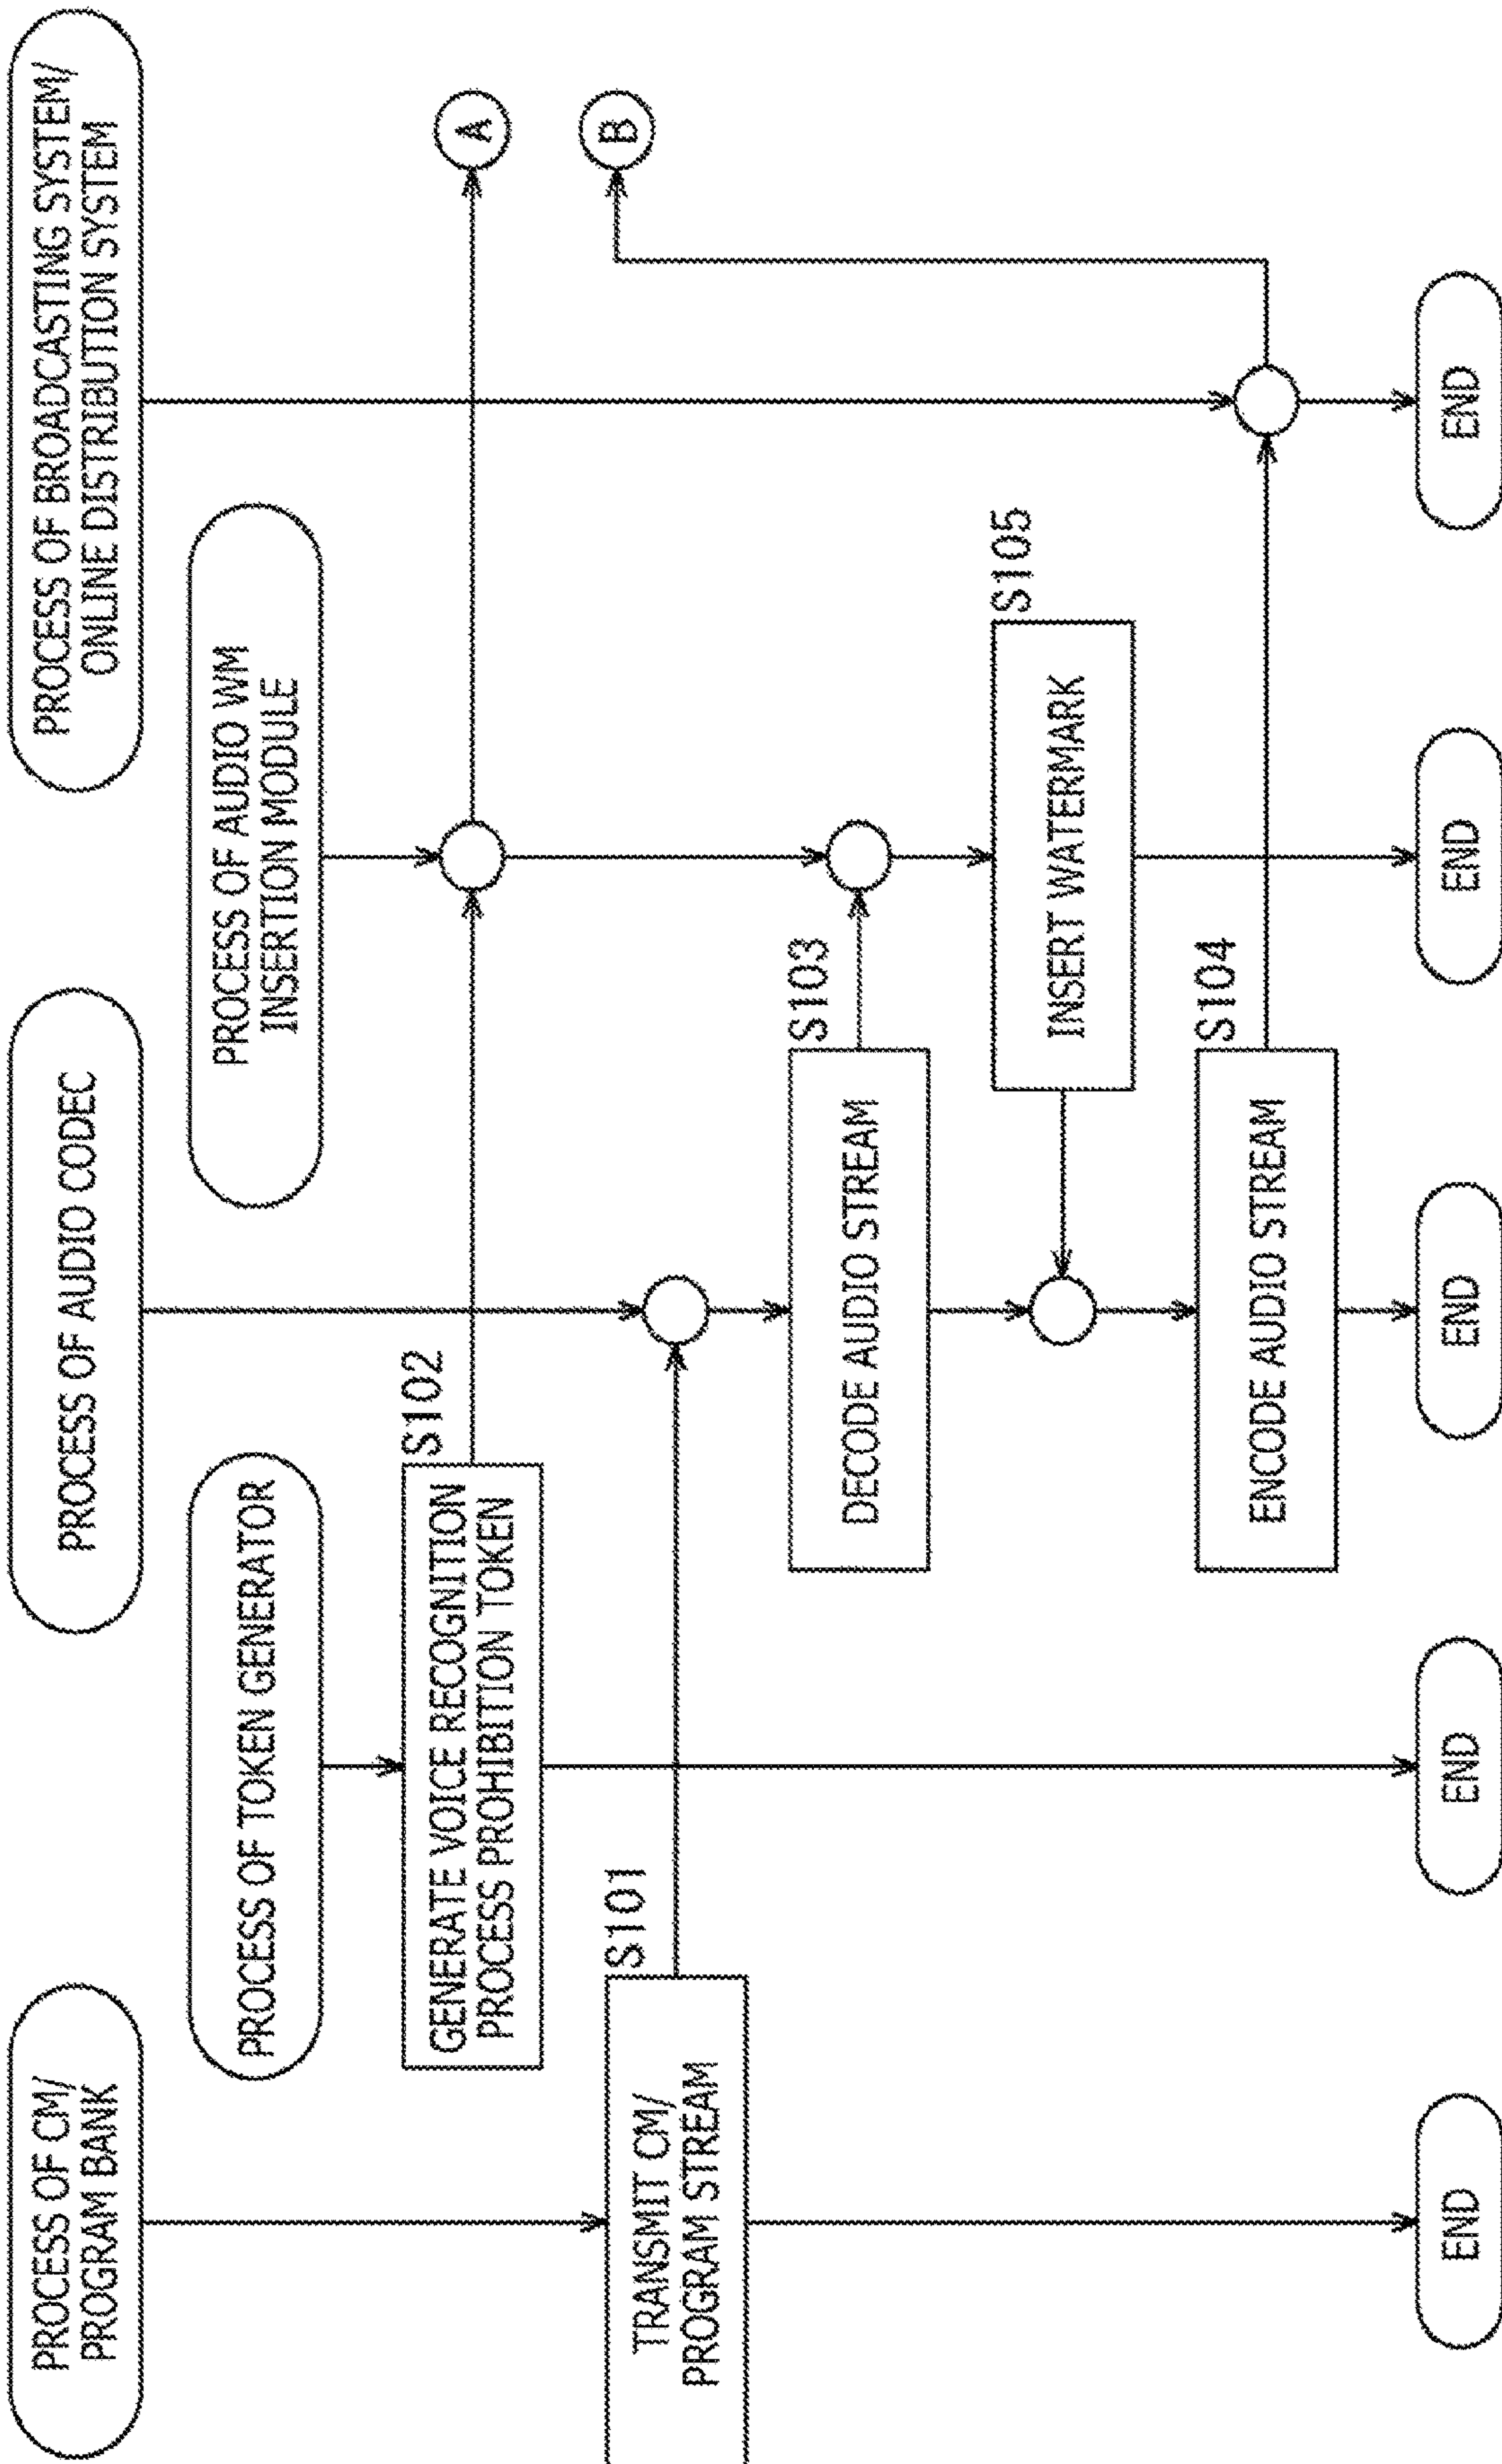 PROCESS OF CM/
PROGRAM BANK
PROCESS OF AUDIO CODEC
PROCESS OF BROADCASTING SYSTEM/
ONLINE DISTRIBUTION SYSTEM
PROCESS OF TOKEN GENERATOR
PROCESS OF AUDIO WM
INSERTION MODULE
S102
GENERATE VOICE RECOGNITION
PROCESS PROHIBITION TOKEN
A
S101
TRANSMIT CM/
PROGRAM STREAM
B
S103
DECODE AUDIO STREAM
S105
INSERT WATERMARK
S104
ENCODE AUDIO STREAM
END
END
END
END
END